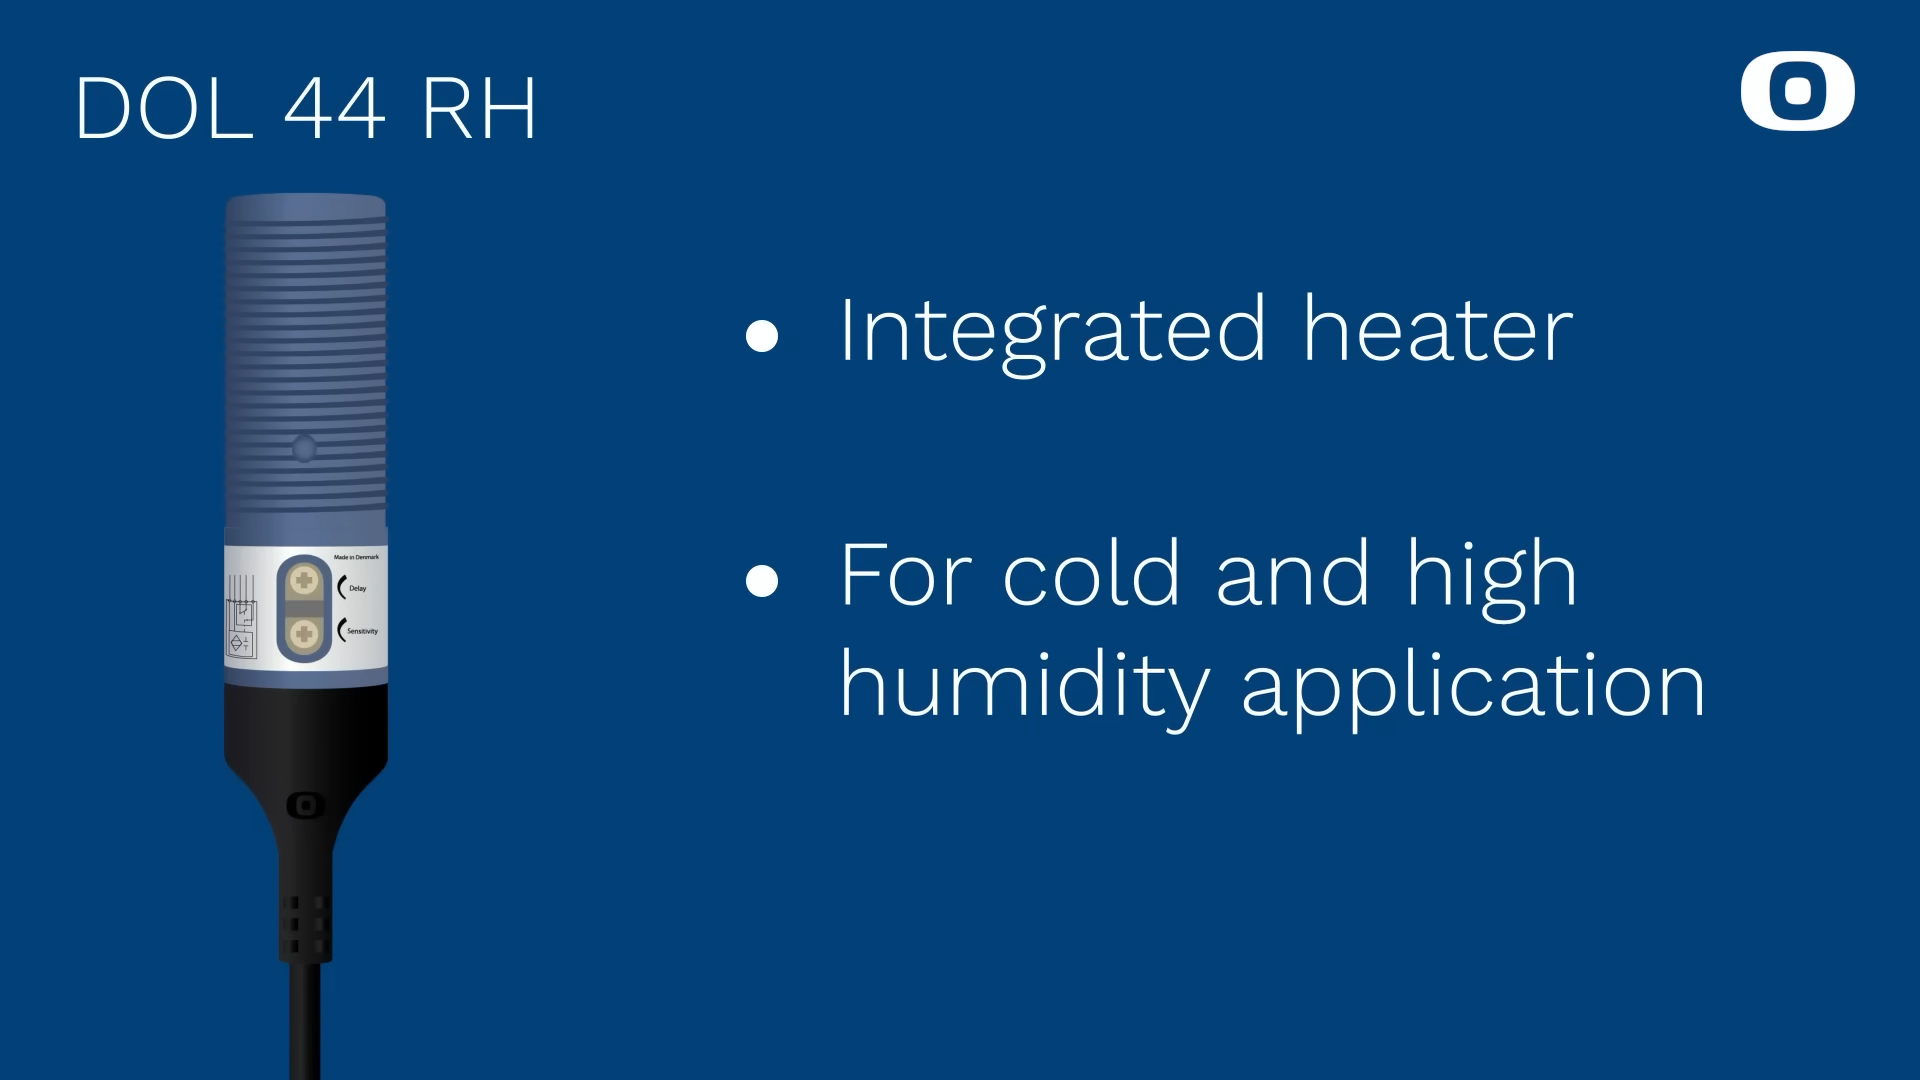 DOL 44 RH
• Integrated heater
• For cold and high
humidity application
Made in Denmark
Delay
Sensitivity